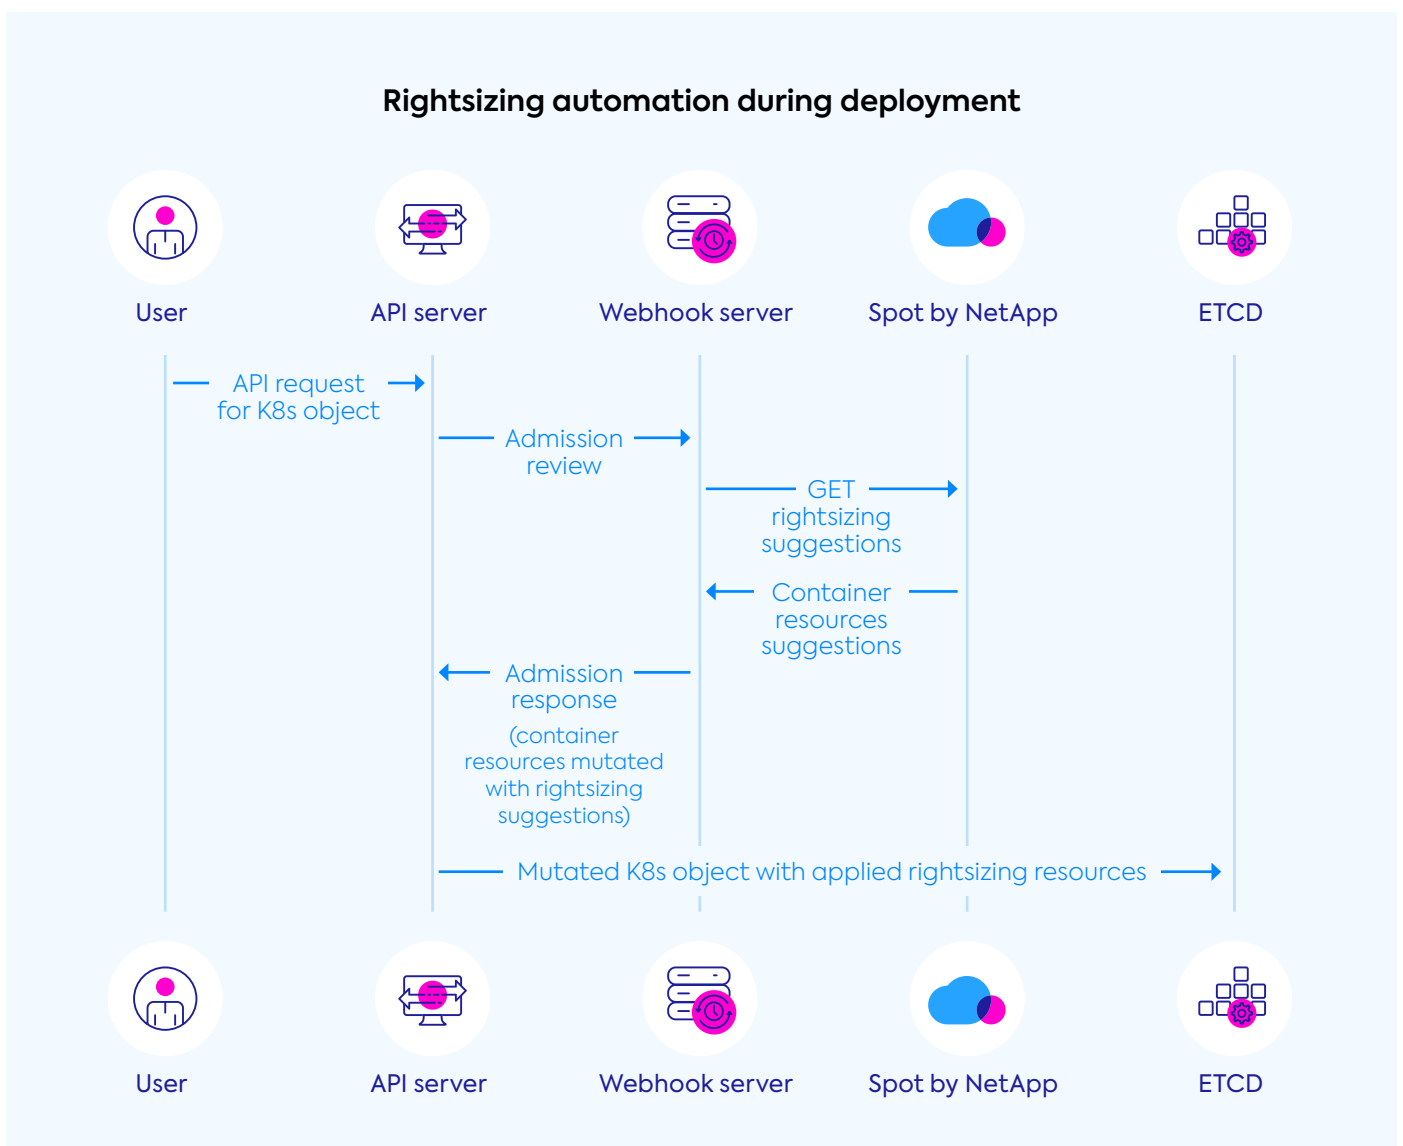 Rightsizing automation during deployment
User
API server
Webhook server
Spot by NetApp
ETCD
API request
for K8s object
Admission
review
GET
rightsizing
suggestions
Container
resources
suggestions
Admission
response
(container
resources mutated
with rightsizing
suggestions)
Mutated K8s object with applied rightsizing resources
User
API server
Webhook server
Spot by NetApp
ETCD